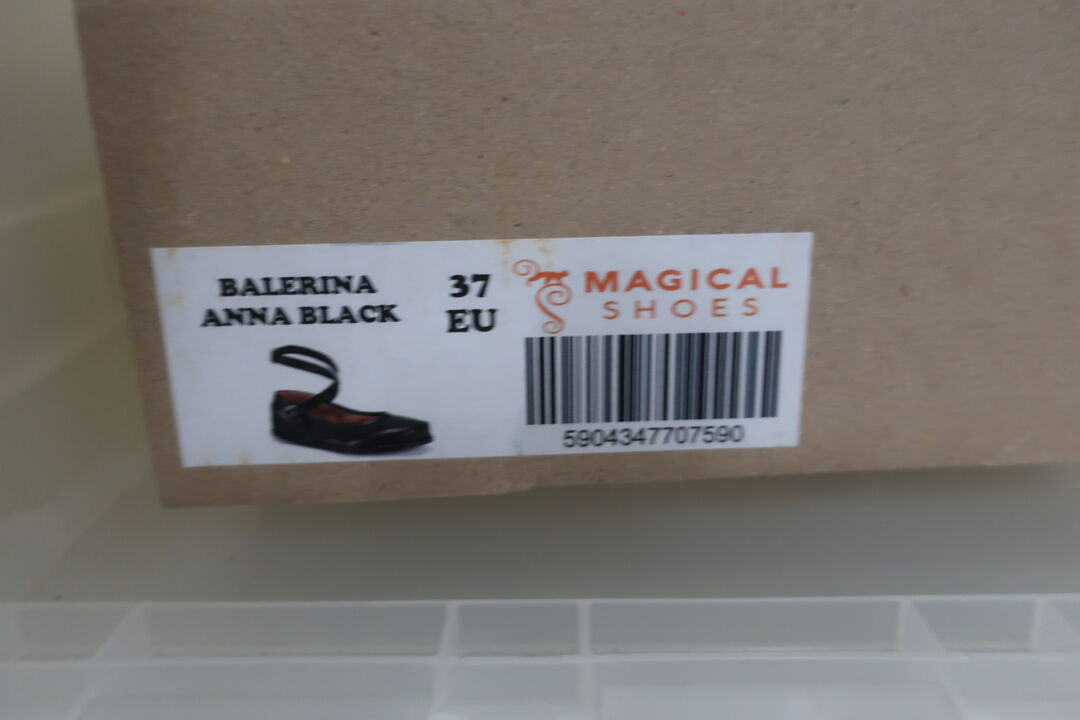 BALERINA
ANNA BLACK
37
EU
MAGICAL
SHOES
5904347707590